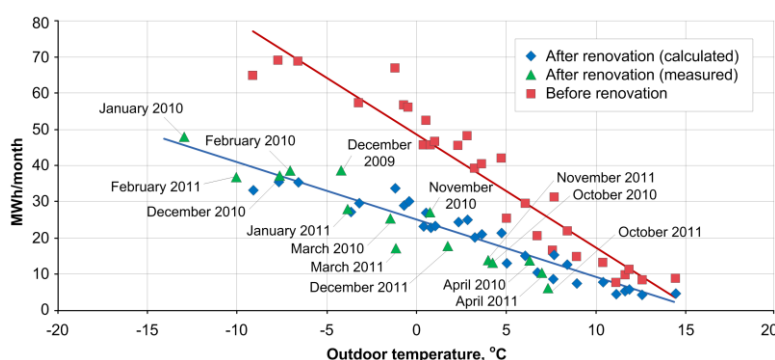 80
70
60
50
40
30
20
10
0
MWh/month
-20
-15
-10
-5
0
5
10
15
20
Outdoor temperature, °C
After renovation (calculated)
After renovation (measured)
Before renovation
January 2010
February 2010
December
2009
February 2011
December 2010
January 2011
March 2010
March 2011
December 2011
November
2010
November 2011
October 2010
October 2011
April 2010
April 2011